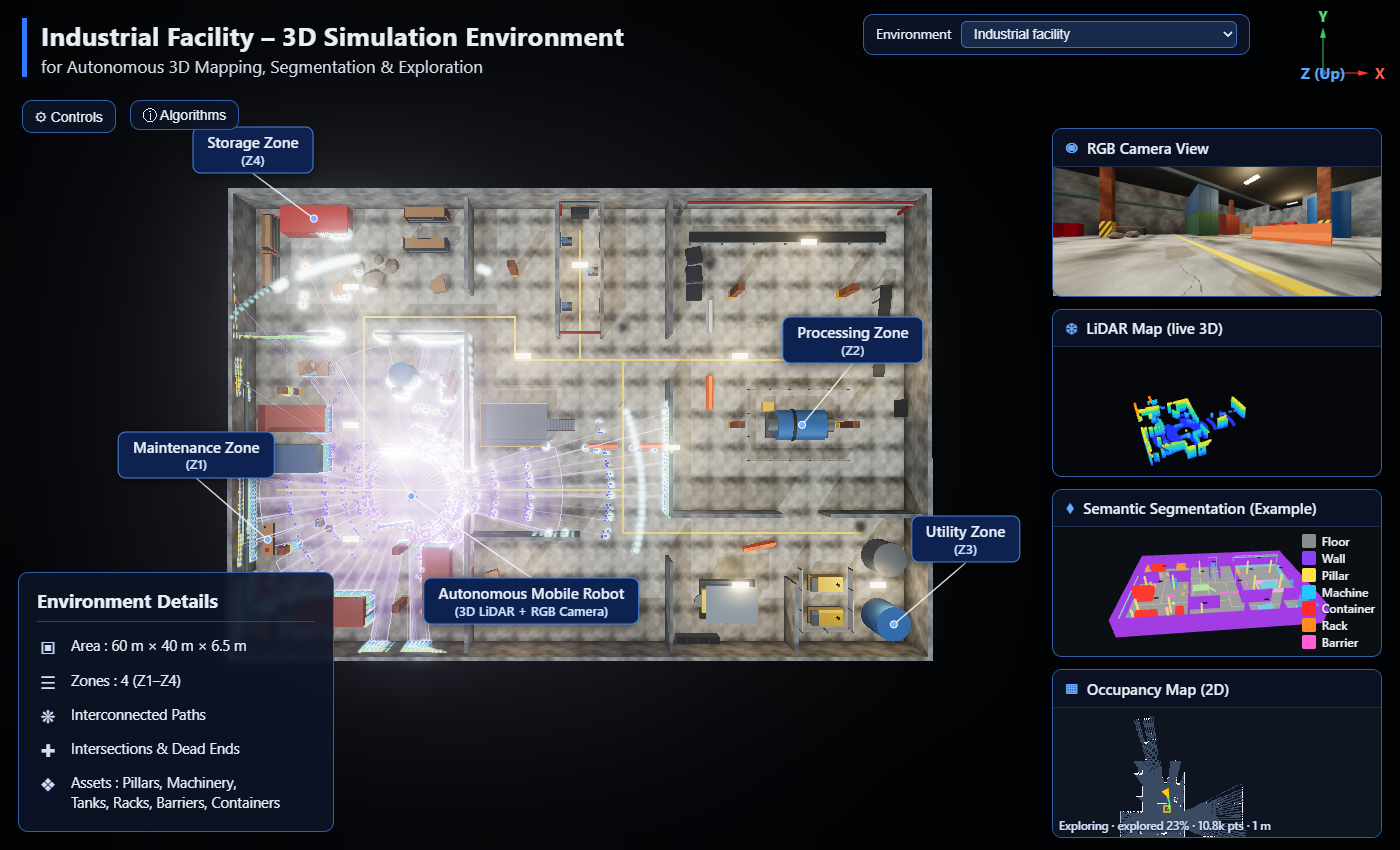 Industrial Facility – 3D Simulation Environment
for Autonomous 3D Mapping, Segmentation & Exploration
Environment
Industrial facility
Y
Z (Up)
X
Controls
Algorithms
Storage Zone
(Z4)
Processing Zone
(Z2)
Maintenance Zone
(Z1)
Utility Zone
(Z3)
Autonomous Mobile Robot
(3D LiDAR + RGB Camera)
Environment Details
Area : 60 m × 40 m × 6.5 m
Zones : 4 (Z1–Z4)
Interconnected Paths
Intersections & Dead Ends
Assets : Pillars, Machinery,
Tanks, Racks, Barriers, Containers
RGB Camera View
LiDAR Map (live 3D)
Semantic Segmentation (Example)
Floor
Wall
Pillar
Machine
Container
Rack
Barrier
Occupancy Map (2D)
Exploring · explored 23% · 10.8k pts · 1 m